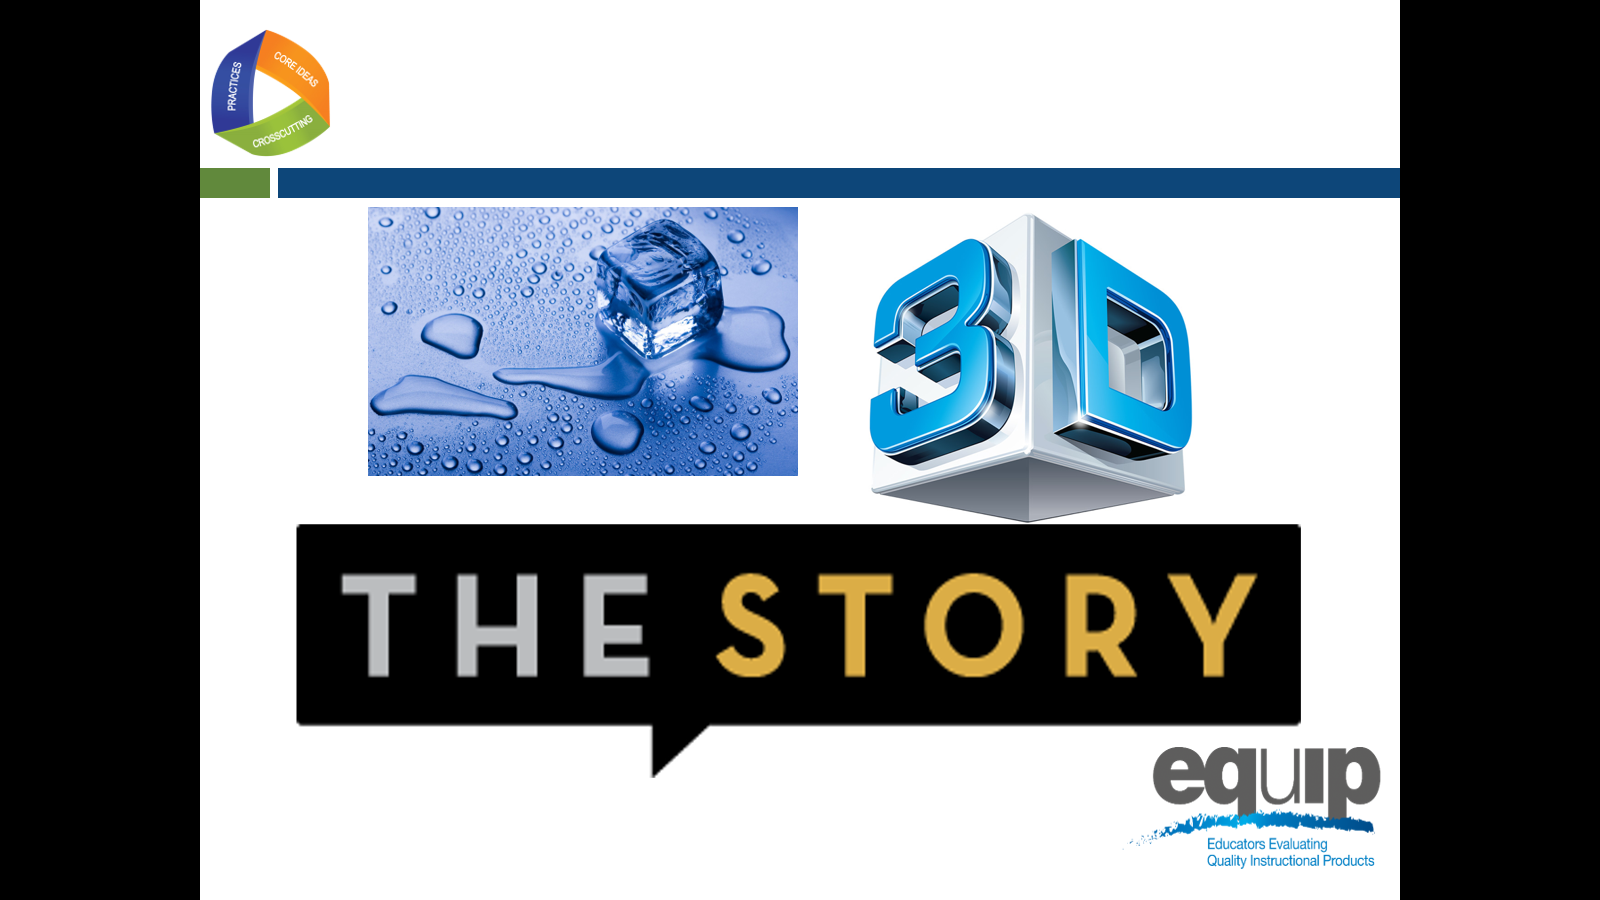 PRACTICES
CORE IDEAS
CROSSCUTTING
3D
THE STORY
equip
Educators Evaluating
Quality Instructional Products